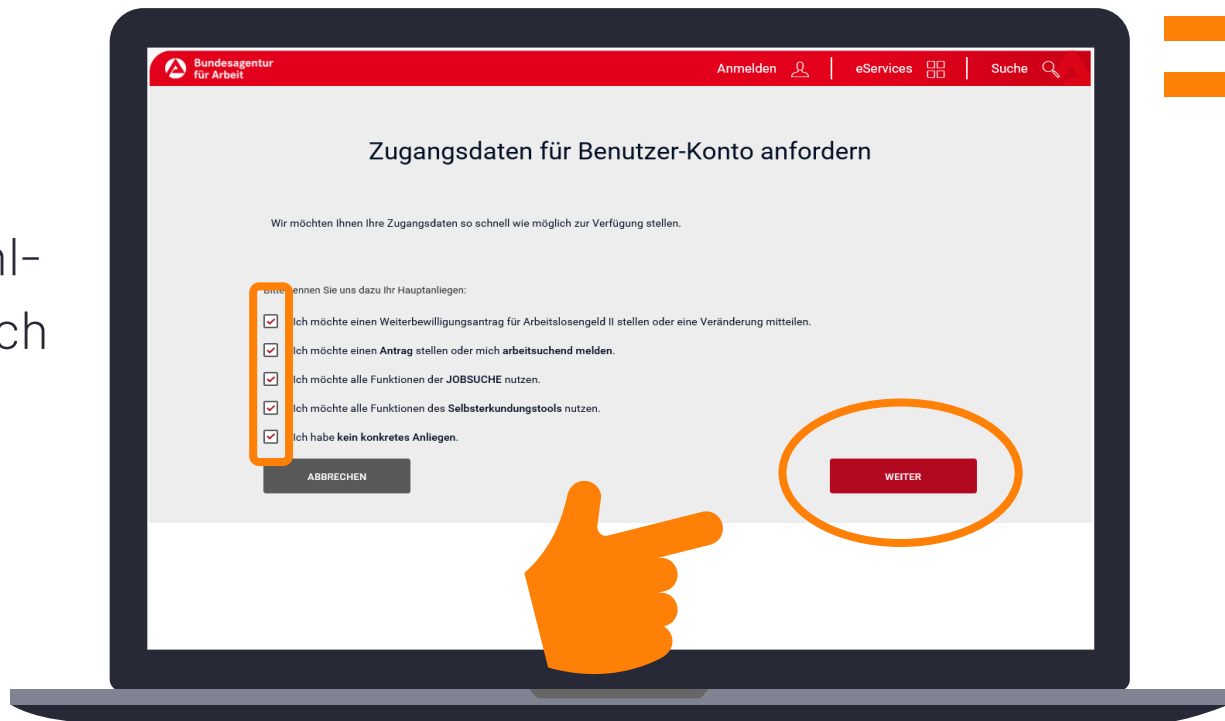 Bundesagentur
für Arbeit
Anmelden
eServices
Suche
Zugangsdaten für Benutzer-Konto anfordern
Wir möchten Ihnen Ihre Zugangsdaten so schnell wie möglich zur Verfügung stellen.
ennen Sie uns dazu Ihr Hauptanliegen:
Ich möchte einen Weiterbewilligungsantrag für Arbeitslosengeld II stellen oder eine Veränderung mitteilen.
Ich möchte einen Antrag stellen oder mich arbeitsuchend melden.
Ich möchte alle Funktionen der JOBSUCHE nutzen.
Ich möchte alle Funktionen des Selbsterkundungstools nutzen.
Ich habe kein konkretes Anliegen.
ABBRECHEN
WEITER